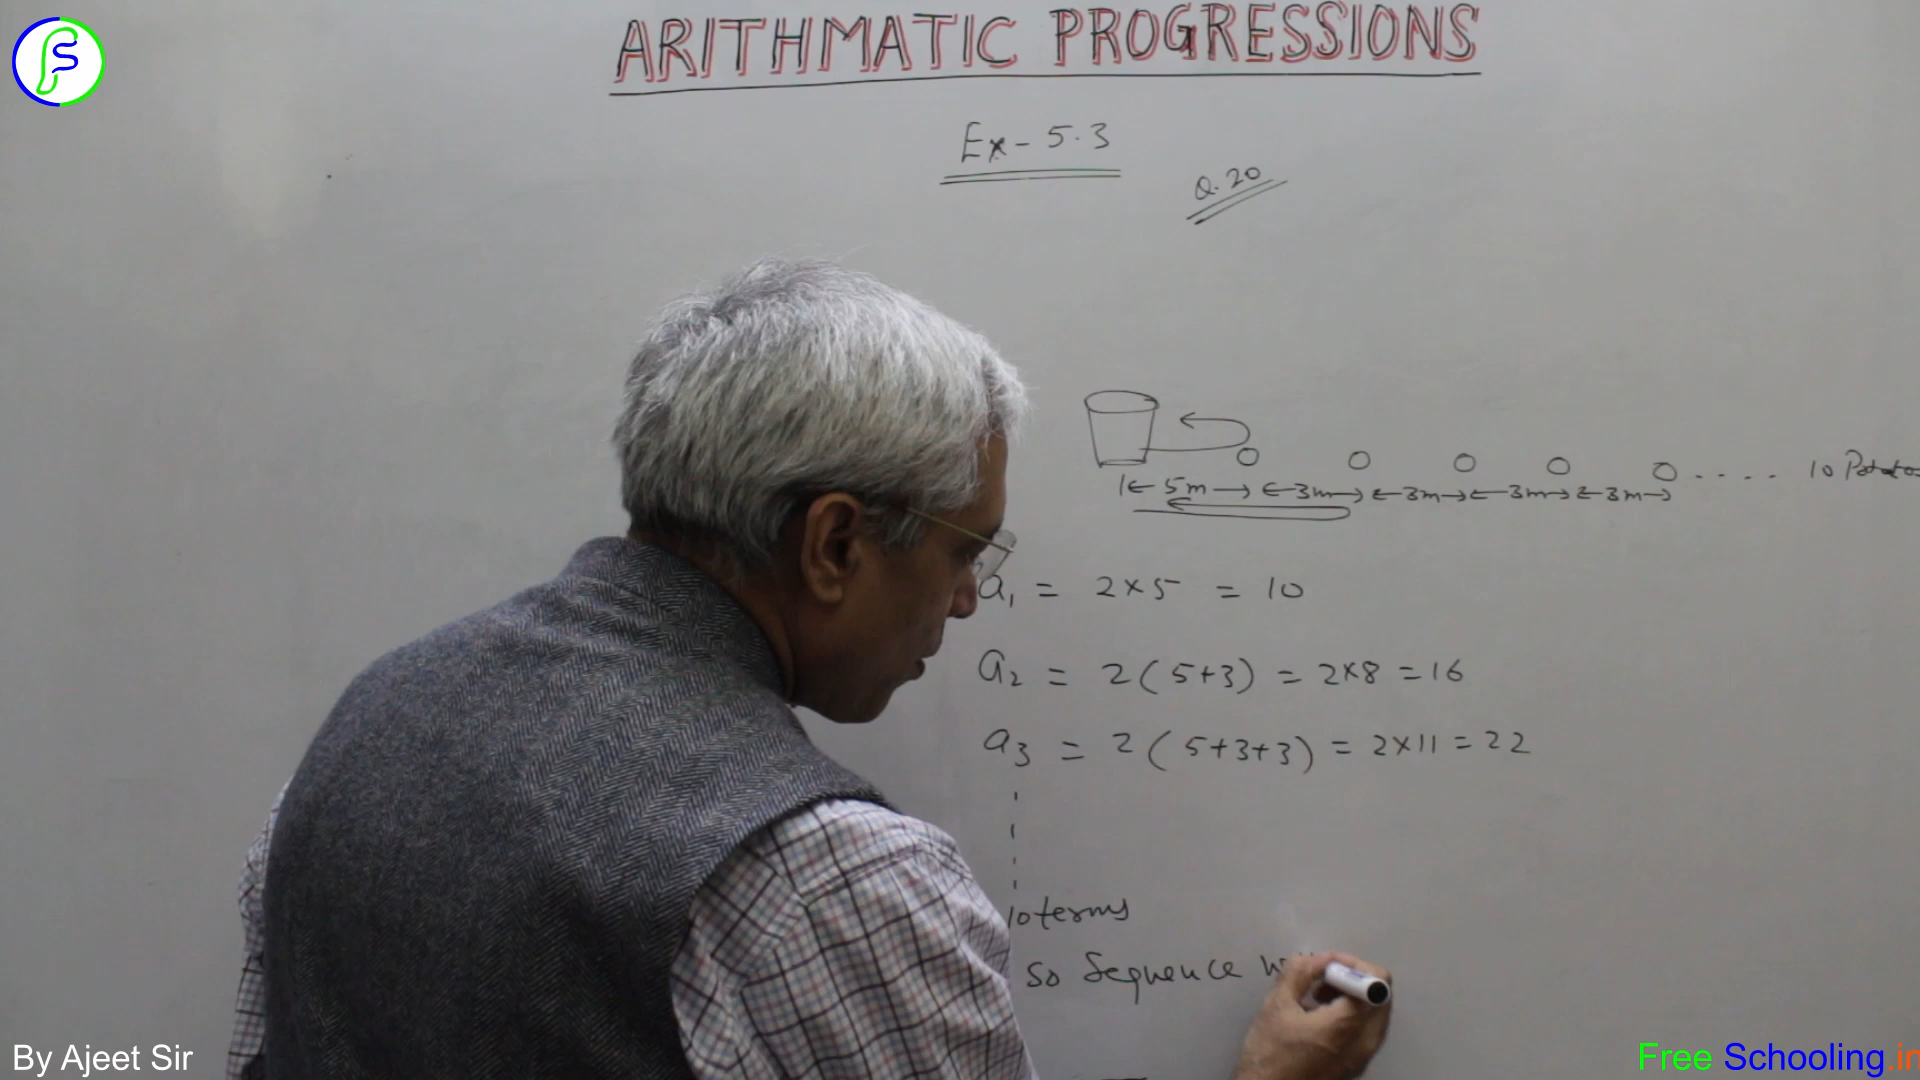 ARITHMATIC PROGRESSIONS
Ex - 5.3
Q. 20
10
5m 3m 3m 3m 3m
a1 = 2×5 = 10
a2 = 2(5+3) = 2×8 = 16
a3 = 2(5+3+3) = 2×11 = 22
10 terms
so Sequence
By Ajeet Sir
Free Schooling.in